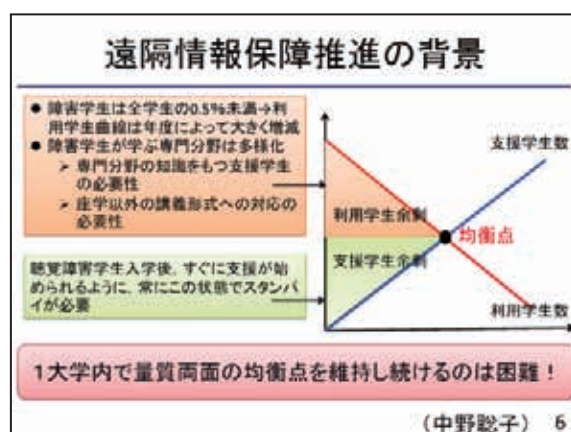 遠隔情報保障推進の背景
● 障害学生は全学生の0.5%未満→利
用学生曲線は年度によって大きく増減
● 障害学生が学ぶ専門分野は多様化
➢ 専門分野の知識をもつ支援学生
の必要性
➢ 座学以外の講義形式への対応の
必要性
聴覚障害学生入学後、すぐに支援が始
められるように、常にこの状態でスタンバ
イが必要
支援学生数
利用学生余剰
均衡点
支援学生余剰
利用学生数
1大学内で量質両面の均衡点を維持し続けるのは困難！
（中野聡子） 6